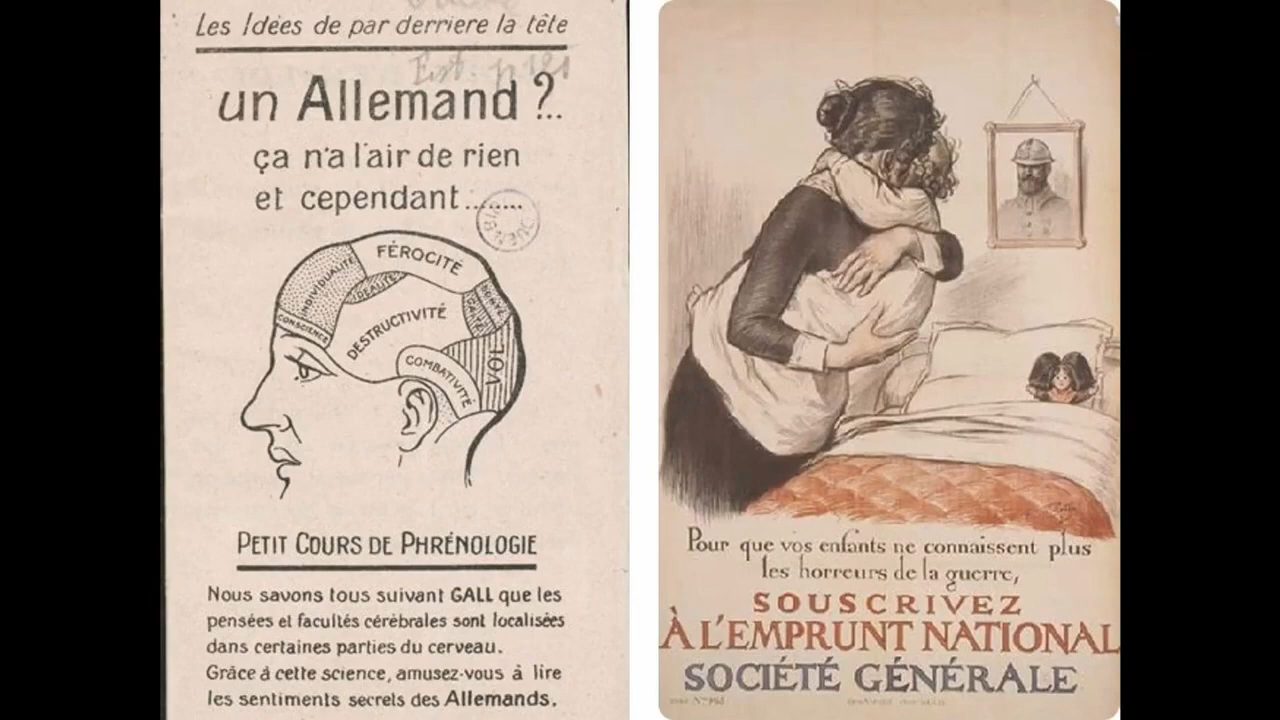 Les Idées de par derriere la tête
un Allemand ?..
ça n'a l'air de rien
et cependant........
FÉROCITÉ
INDIVIDUALITÉ
IDÉALITÉ
BONTÉ
GAITÉ
CONSCIENCE
DESTRUCTIVITÉ
COMBATIVITÉ
VOL
PETIT COURS DE PHRÉNOLOGIE
Nous savons tous suivant GALL que les
pensées et facultés cérébrales sont localisées
dans certaines parties du cerveau.
Grâce à cette science, amusez-vous à lire
les sentiments secrets des Allemands.
Pour que vos enfants ne connaissent plus
les horreurs de la guerre,
SOUSCRIVEZ
À L'EMPRUNT NATIONAL
SOCIÉTÉ GÉNÉRALE